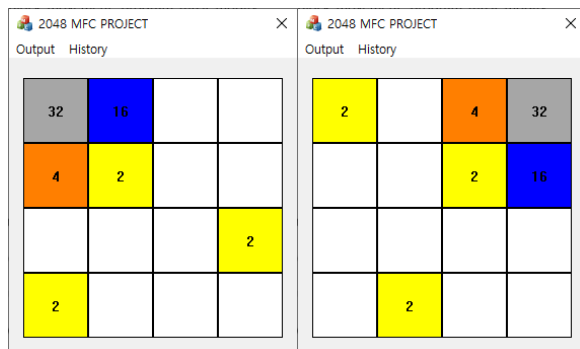 2048 MFC PROJECT
Output History
32 16
4 2
2
2
2048 MFC PROJECT
Output History
2 4 32
2 16
2